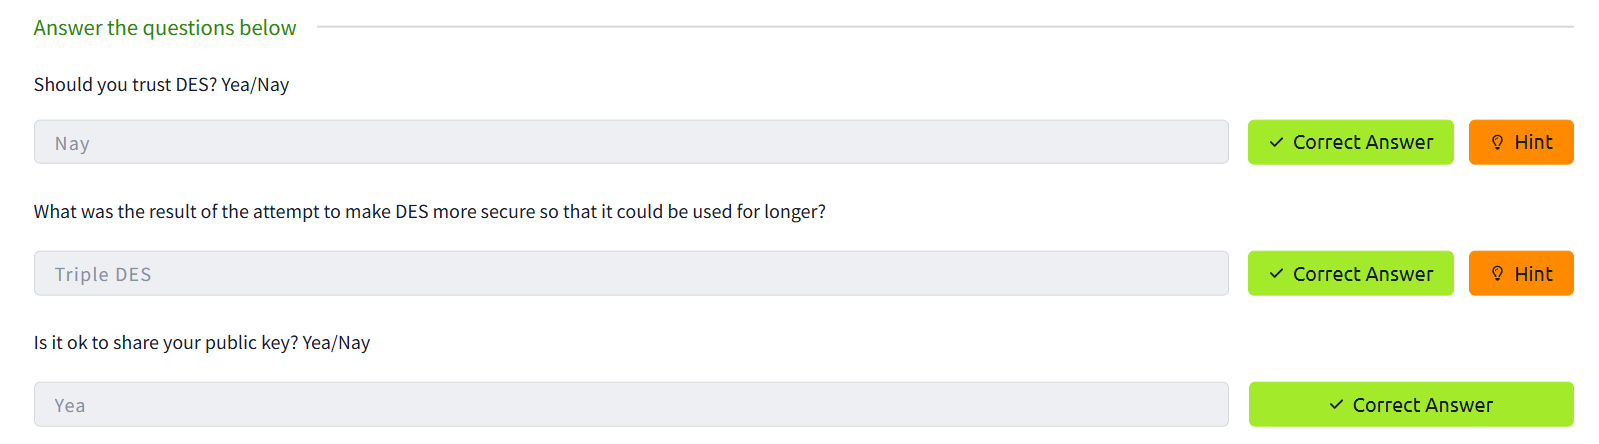 Answer the questions below
Should you trust DES? Yea/Nay
Nay
Correct Answer
Hint
What was the result of the attempt to make DES more secure so that it could be used for longer?
Triple DES
Correct Answer
Hint
Is it ok to share your public key? Yea/Nay
Yea
Correct Answer